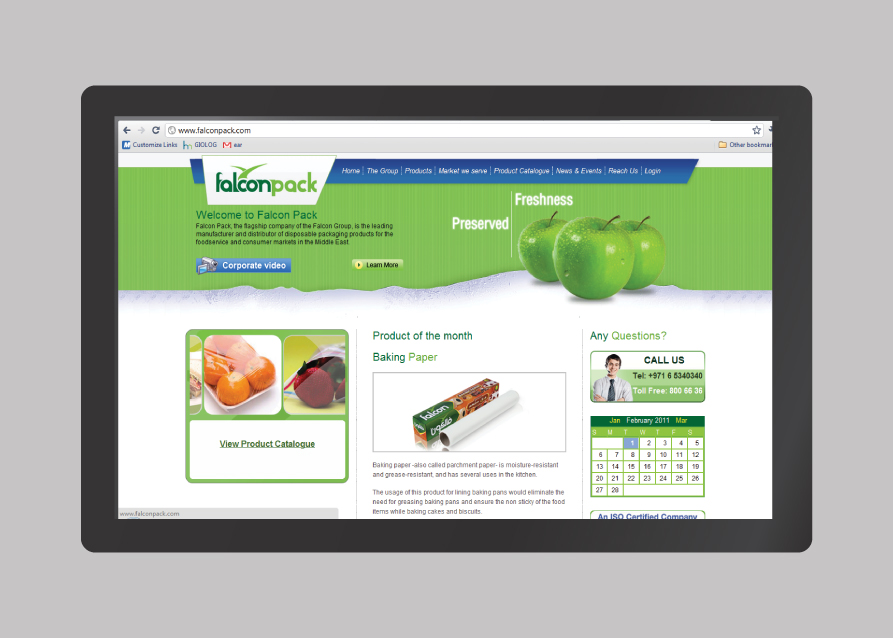 www.falconpack.com
Customize Links GIOLOG ear Other bookmar
falconpack
Home The Group Products Market we serve Product Catalogue News & Events Reach Us Login
Freshness
Preserved
Welcome to Falcon Pack
Falcon Pack, the flagship company of the Falcon Group, is the leading
manufacturer and distributor of disposable packaging products for the
foodservice and consumer markets in the Middle East.
Corporate video
Learn More
View Product Catalogue
Product of the month
Baking Paper
falcon
Baking paper -also called parchment paper- is moisture-resistant
and grease-resistant, and has several uses in the kitchen.
The usage of this product for lining baking pans would eliminate the
need for greasing baking pans and ensure the non sticky of the food
items while baking cakes and biscuits.
Any Questions?
CALL US
Tel: +971 6 5340340
Toll Free: 800 66 36
Jan February 2011 Mar
S M T W T F S
1 2 3 4 5
6 7 8 9 10 11 12
13 14 15 16 17 18 19
20 21 22 23 24 25 26
27 28
An ISO Certified Company
www.falconpack.com